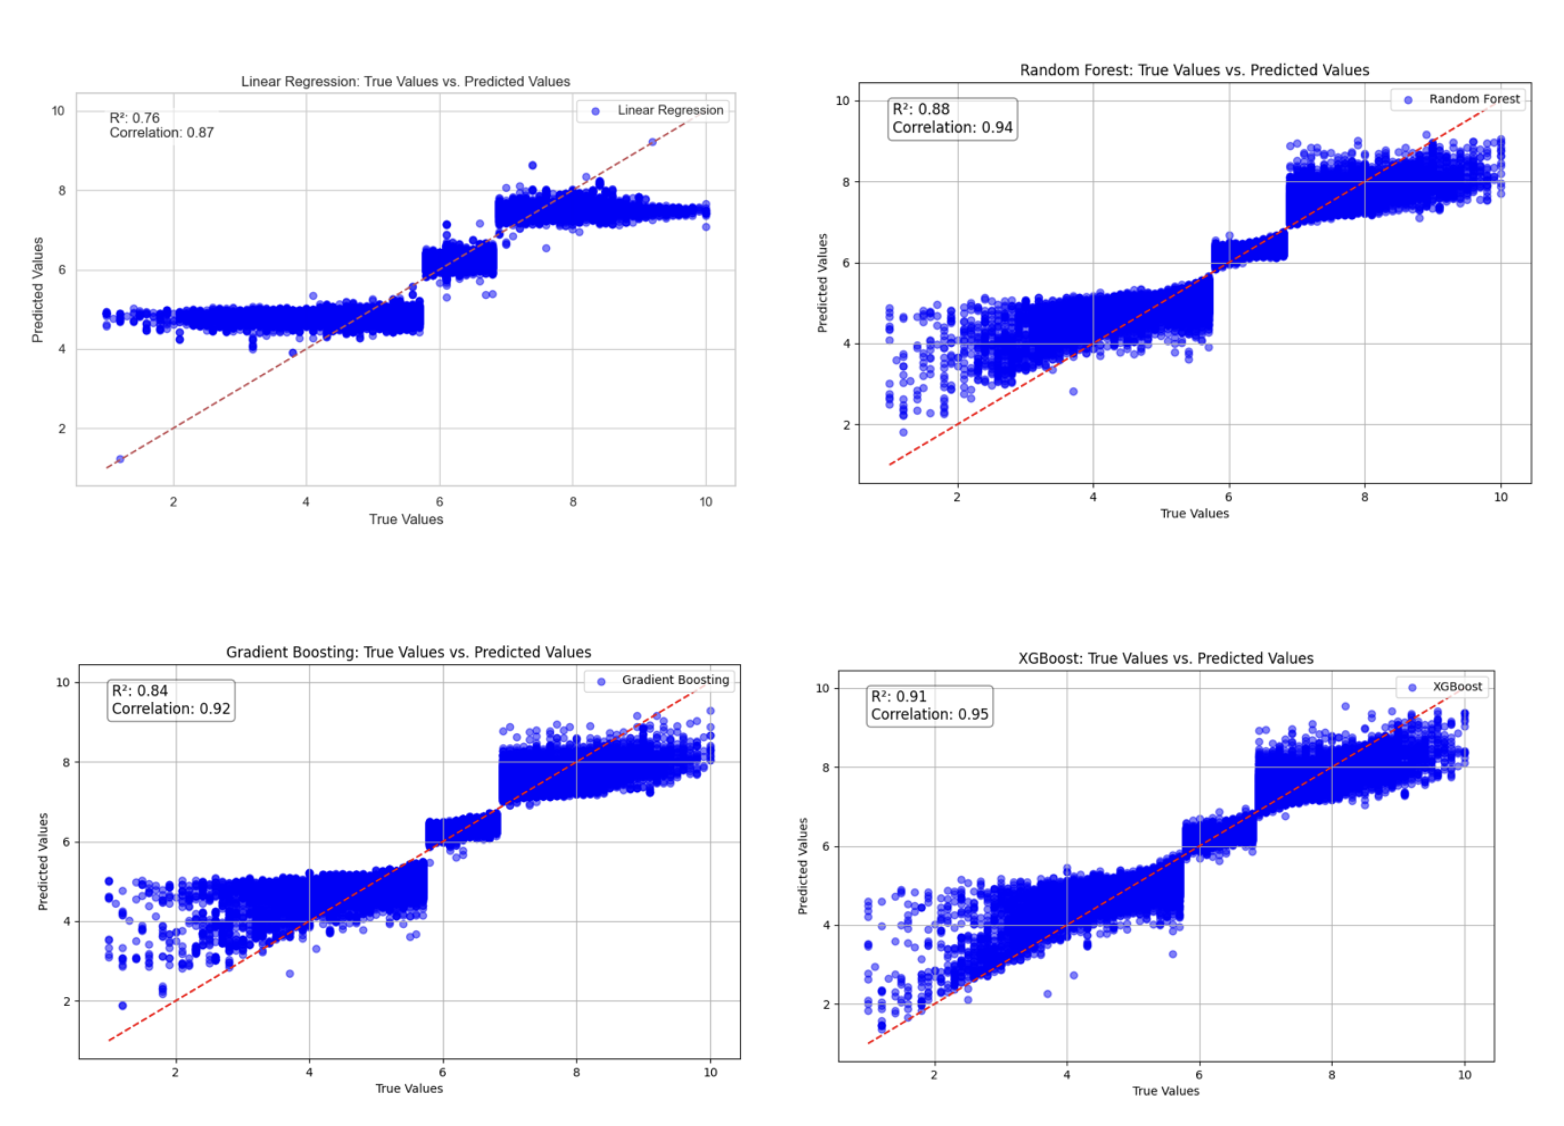 Linear Regression: True Values vs. Predicted Values
R²: 0.76
Correlation: 0.87
Linear Regression
10
8
6
4
2
Predicted Values
2 4 6 8 10
True Values
Random Forest: True Values vs. Predicted Values
R²: 0.88
Correlation: 0.94
Random Forest
10
8
6
4
2
Predicted Values
2 4 6 8 10
True Values
Gradient Boosting: True Values vs. Predicted Values
R²: 0.84
Correlation: 0.92
Gradient Boosting
10
8
6
4
2
Predicted Values
2 4 6 8 10
True Values
XGBoost: True Values vs. Predicted Values
R²: 0.91
Correlation: 0.95
XGBoost
10
8
6
4
2
Predicted Values
2 4 6 8 10
True Values